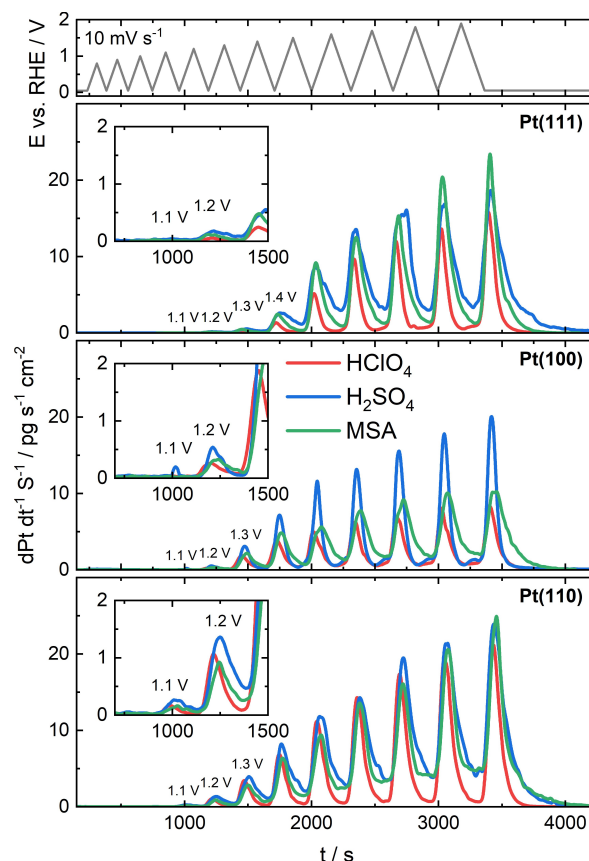 E vs. RHE / V
2
1
0
10 mV s⁻¹
Pt(111)
20
10
0
2
1
0
1000
1500
1.1 V
1.2 V
1.1 V
1.2 V
1.3 V
1.4 V
dPt dt⁻¹ S⁻¹ / pg s⁻¹ cm⁻²
Pt(100)
HClO₄
H₂SO₄
MSA
20
10
0
2
1
0
1000
1500
1.1 V
1.2 V
1.1 V
1.2 V
1.3 V
Pt(110)
20
10
0
2
1
0
1000
1500
1.1 V
1.2 V
1.1 V
1.2 V
1.3 V
1000
2000
3000
4000
t / s